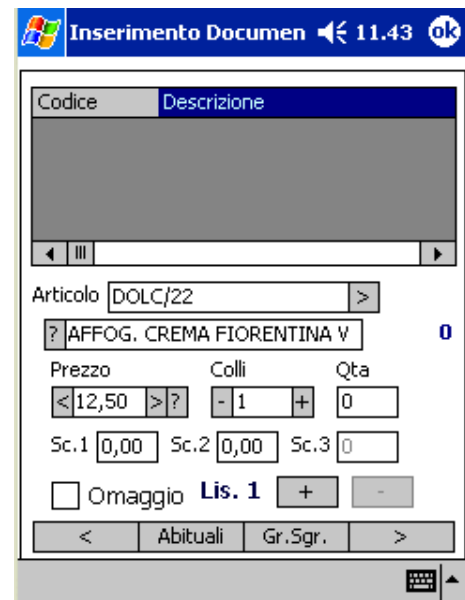 Inserimento Documen 11.43 ok
Codice Descrizione
Articolo DOLC/22 >
? AFFOG. CREMA FIORENTINA V 0
Prezzo Colli Qta
< 12,50 > ? - 1 + 0
Sc.1 0,00 Sc.2 0,00 Sc.3 0
Omaggio Lis. 1 + -
< Abituali Gr.Sgr. >